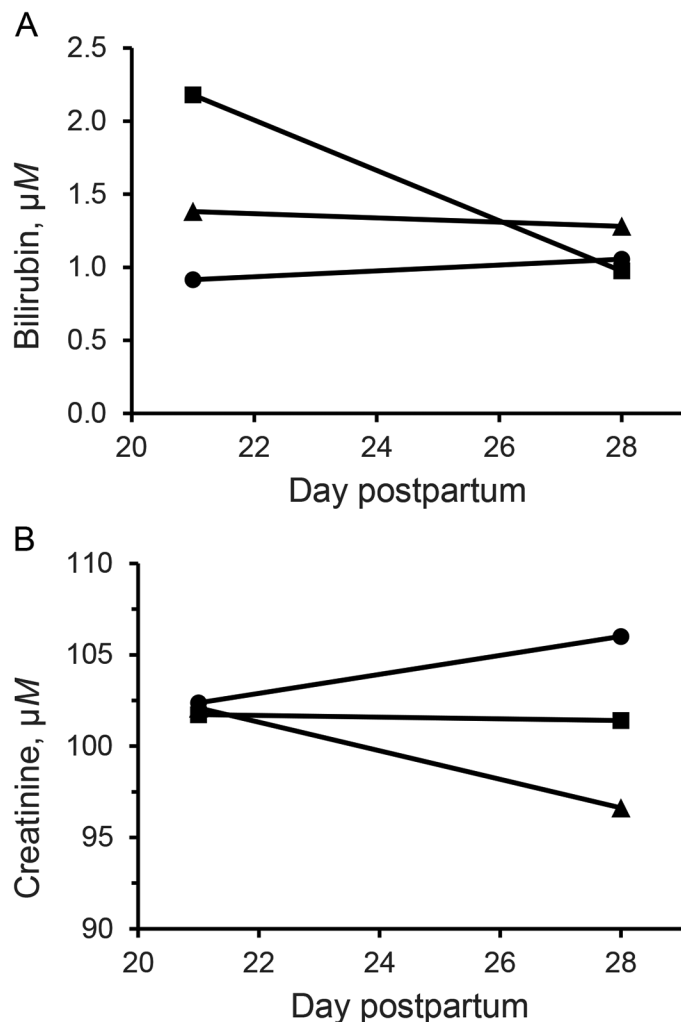 A
2.5
2.0
1.5
1.0
0.5
0.0
Bilirubin, µM
20 22 24 26 28
Day postpartum
B
110
105
100
95
90
Creatinine, µM
20 22 24 26 28
Day postpartum